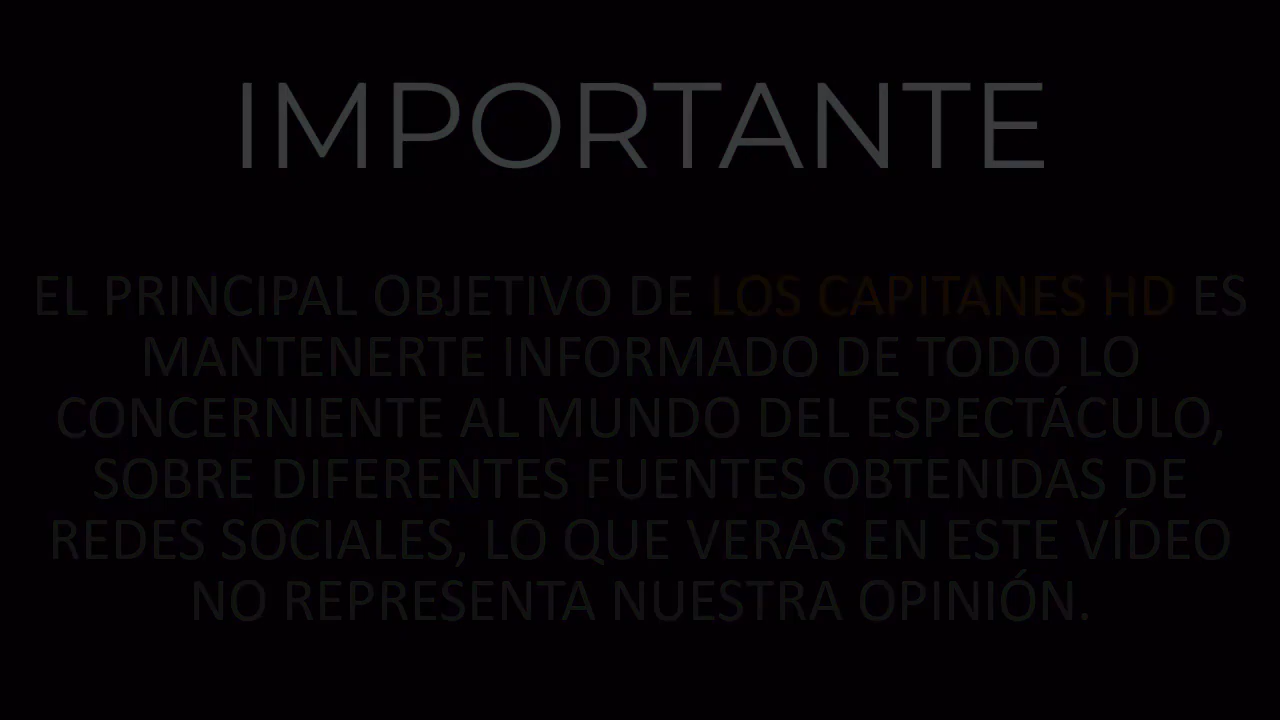 IMPORTANTE
EL PRINCIPAL OBJETIVO DE LOS CAPITANES HD ES
MANTENERTE INFORMADO DE TODO LO
CONCERNIENTE AL MUNDO DEL ESPECTÁCULO,
SOBRE DIFERENTES FUENTES OBTENIDAS DE
REDES SOCIALES, LO QUE VERAS EN ESTE VÍDEO
NO REPRESENTA NUESTRA OPINIÓN.